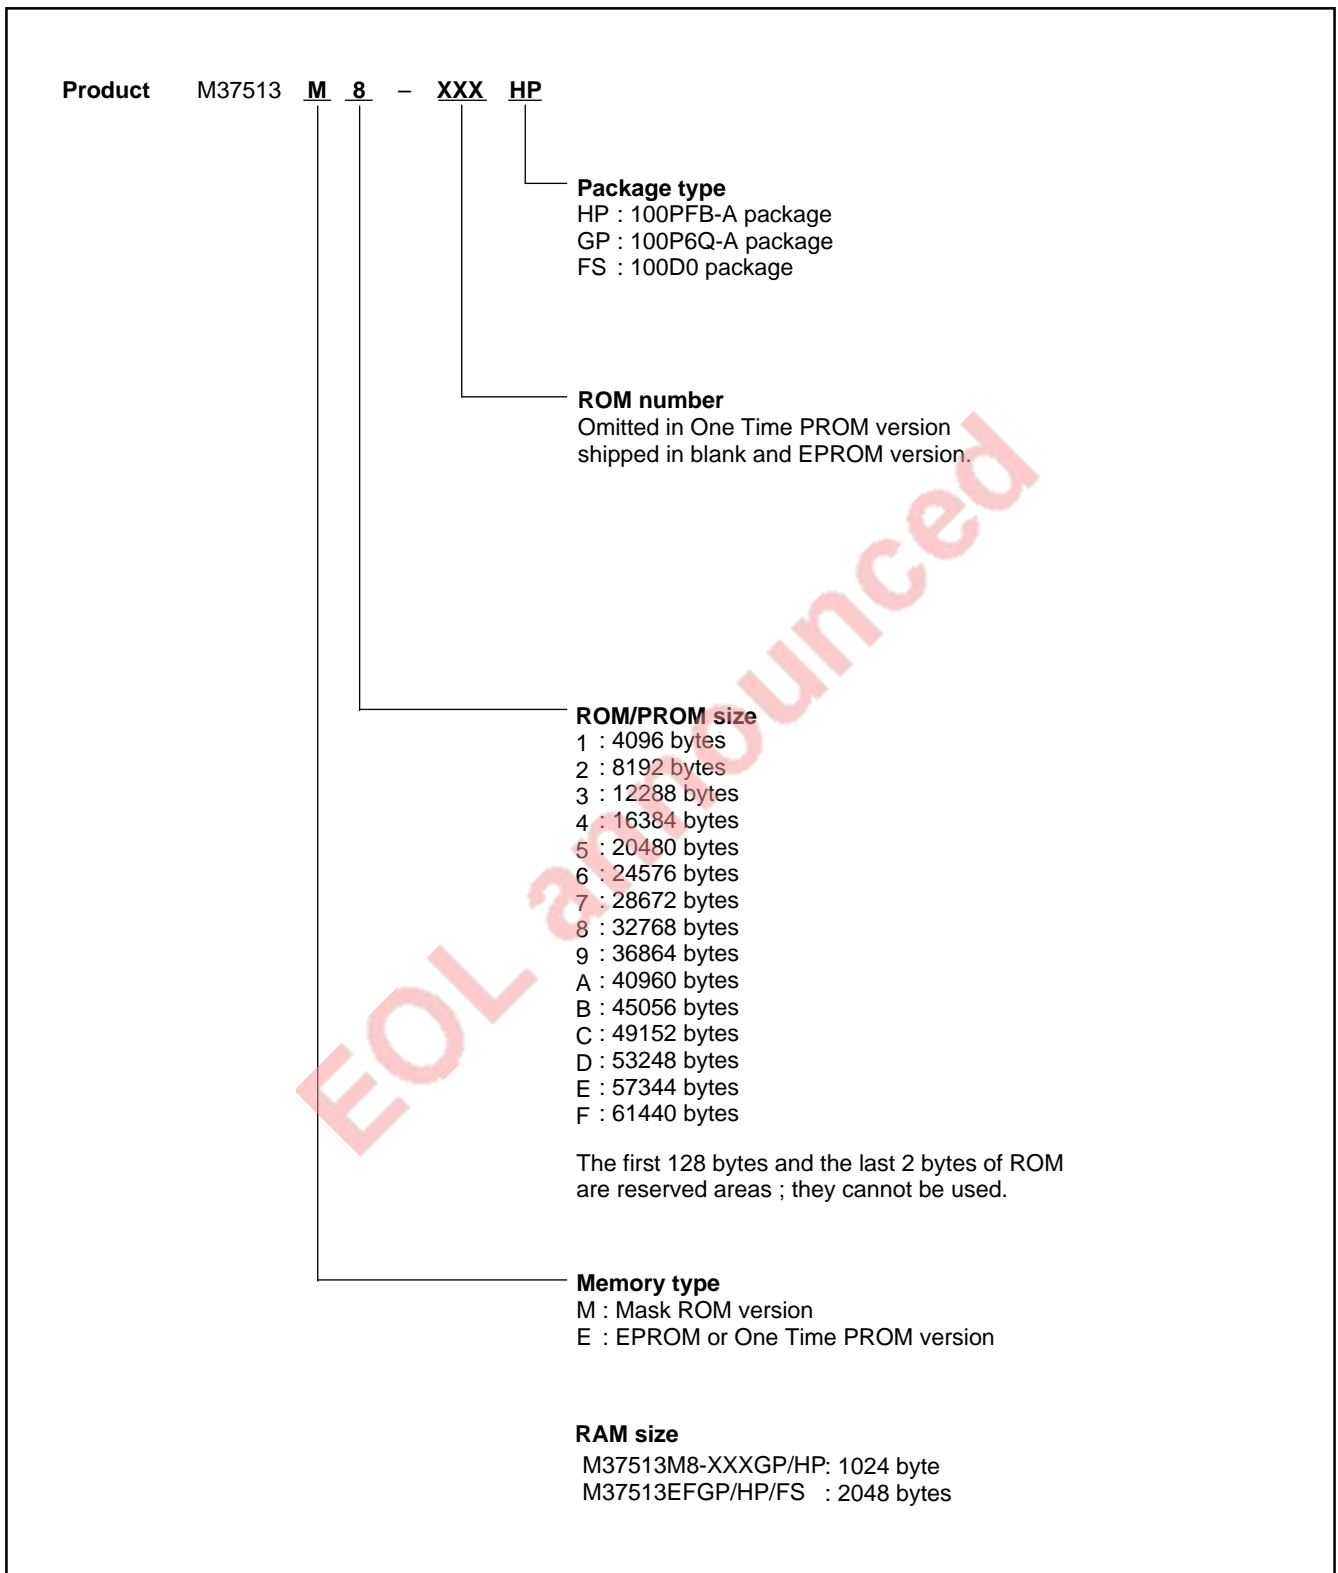 Product M37513 M 8 – XXX HP
Package type
HP : 100PFB-A package
GP : 100P6Q-A package
FS : 100D0 package
ROM number
Omitted in One Time PROM version
shipped in blank and EPROM version.
ROM/PROM size
1 : 4096 bytes
2 : 8192 bytes
3 : 12288 bytes
4 : 16384 bytes
5 : 20480 bytes
6 : 24576 bytes
7 : 28672 bytes
8 : 32768 bytes
9 : 36864 bytes
A : 40960 bytes
B : 45056 bytes
C : 49152 bytes
D : 53248 bytes
E : 57344 bytes
F : 61440 bytes
The first 128 bytes and the last 2 bytes of ROM
are reserved areas ; they cannot be used.
Memory type
M : Mask ROM version
E : EPROM or One Time PROM version
RAM size
M37513M8-XXXGP/HP: 1024 byte
M37513EFGP/HP/FS : 2048 bytes
EOL announced